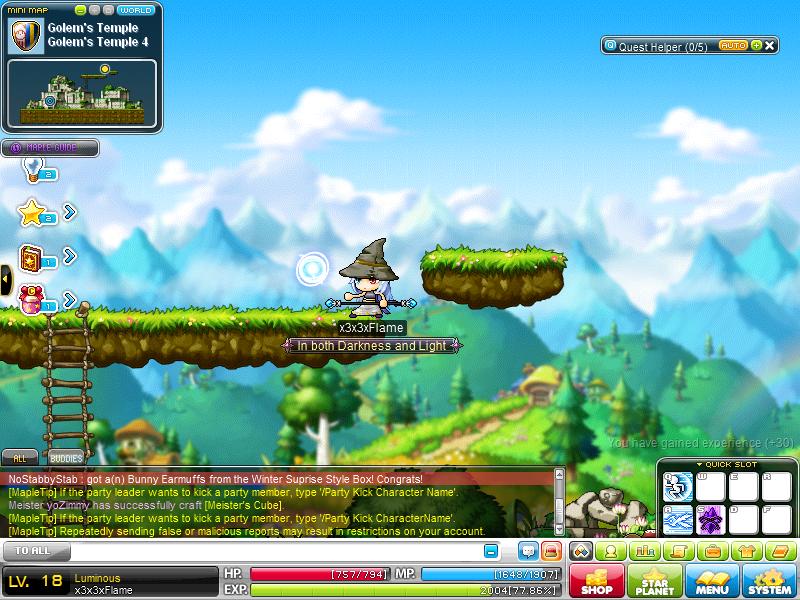 MINI MAP
WORLD
Golem's Temple
Golem's Temple 4
Quest Helper (0/5)
AUTO
MAPLE GUIDE
2
2
1
1
x3x3xFlame
In both Darkness and Light
You have gained experience (+30)
ALL
BUDDIES
NoStabbyStab : got a(n) Bunny Earmuffs from the Winter Suprise Style Box! Congrats!
[MapleTip] If the party leader wants to kick a party member, type '/Party Kick Character Name'.
Meister yoZimmy has successfully craft [Meister's Cube].
[MapleTip] If the party leader wants to kick a party member, type '/Party Kick CharacterName'.
[MapleTip] Repeatedly sending false or malicious reports may result in restrictions on your account.
QUICK SLOT
Q W E R
A S D F
TO ALL
LV. 18
Luminous
x3x3xFlame
HP. [757/794] MP. [1648/1907]
EXP. 2004[77.86%]
SHOP
STAR PLANET
MENU
SYSTEM